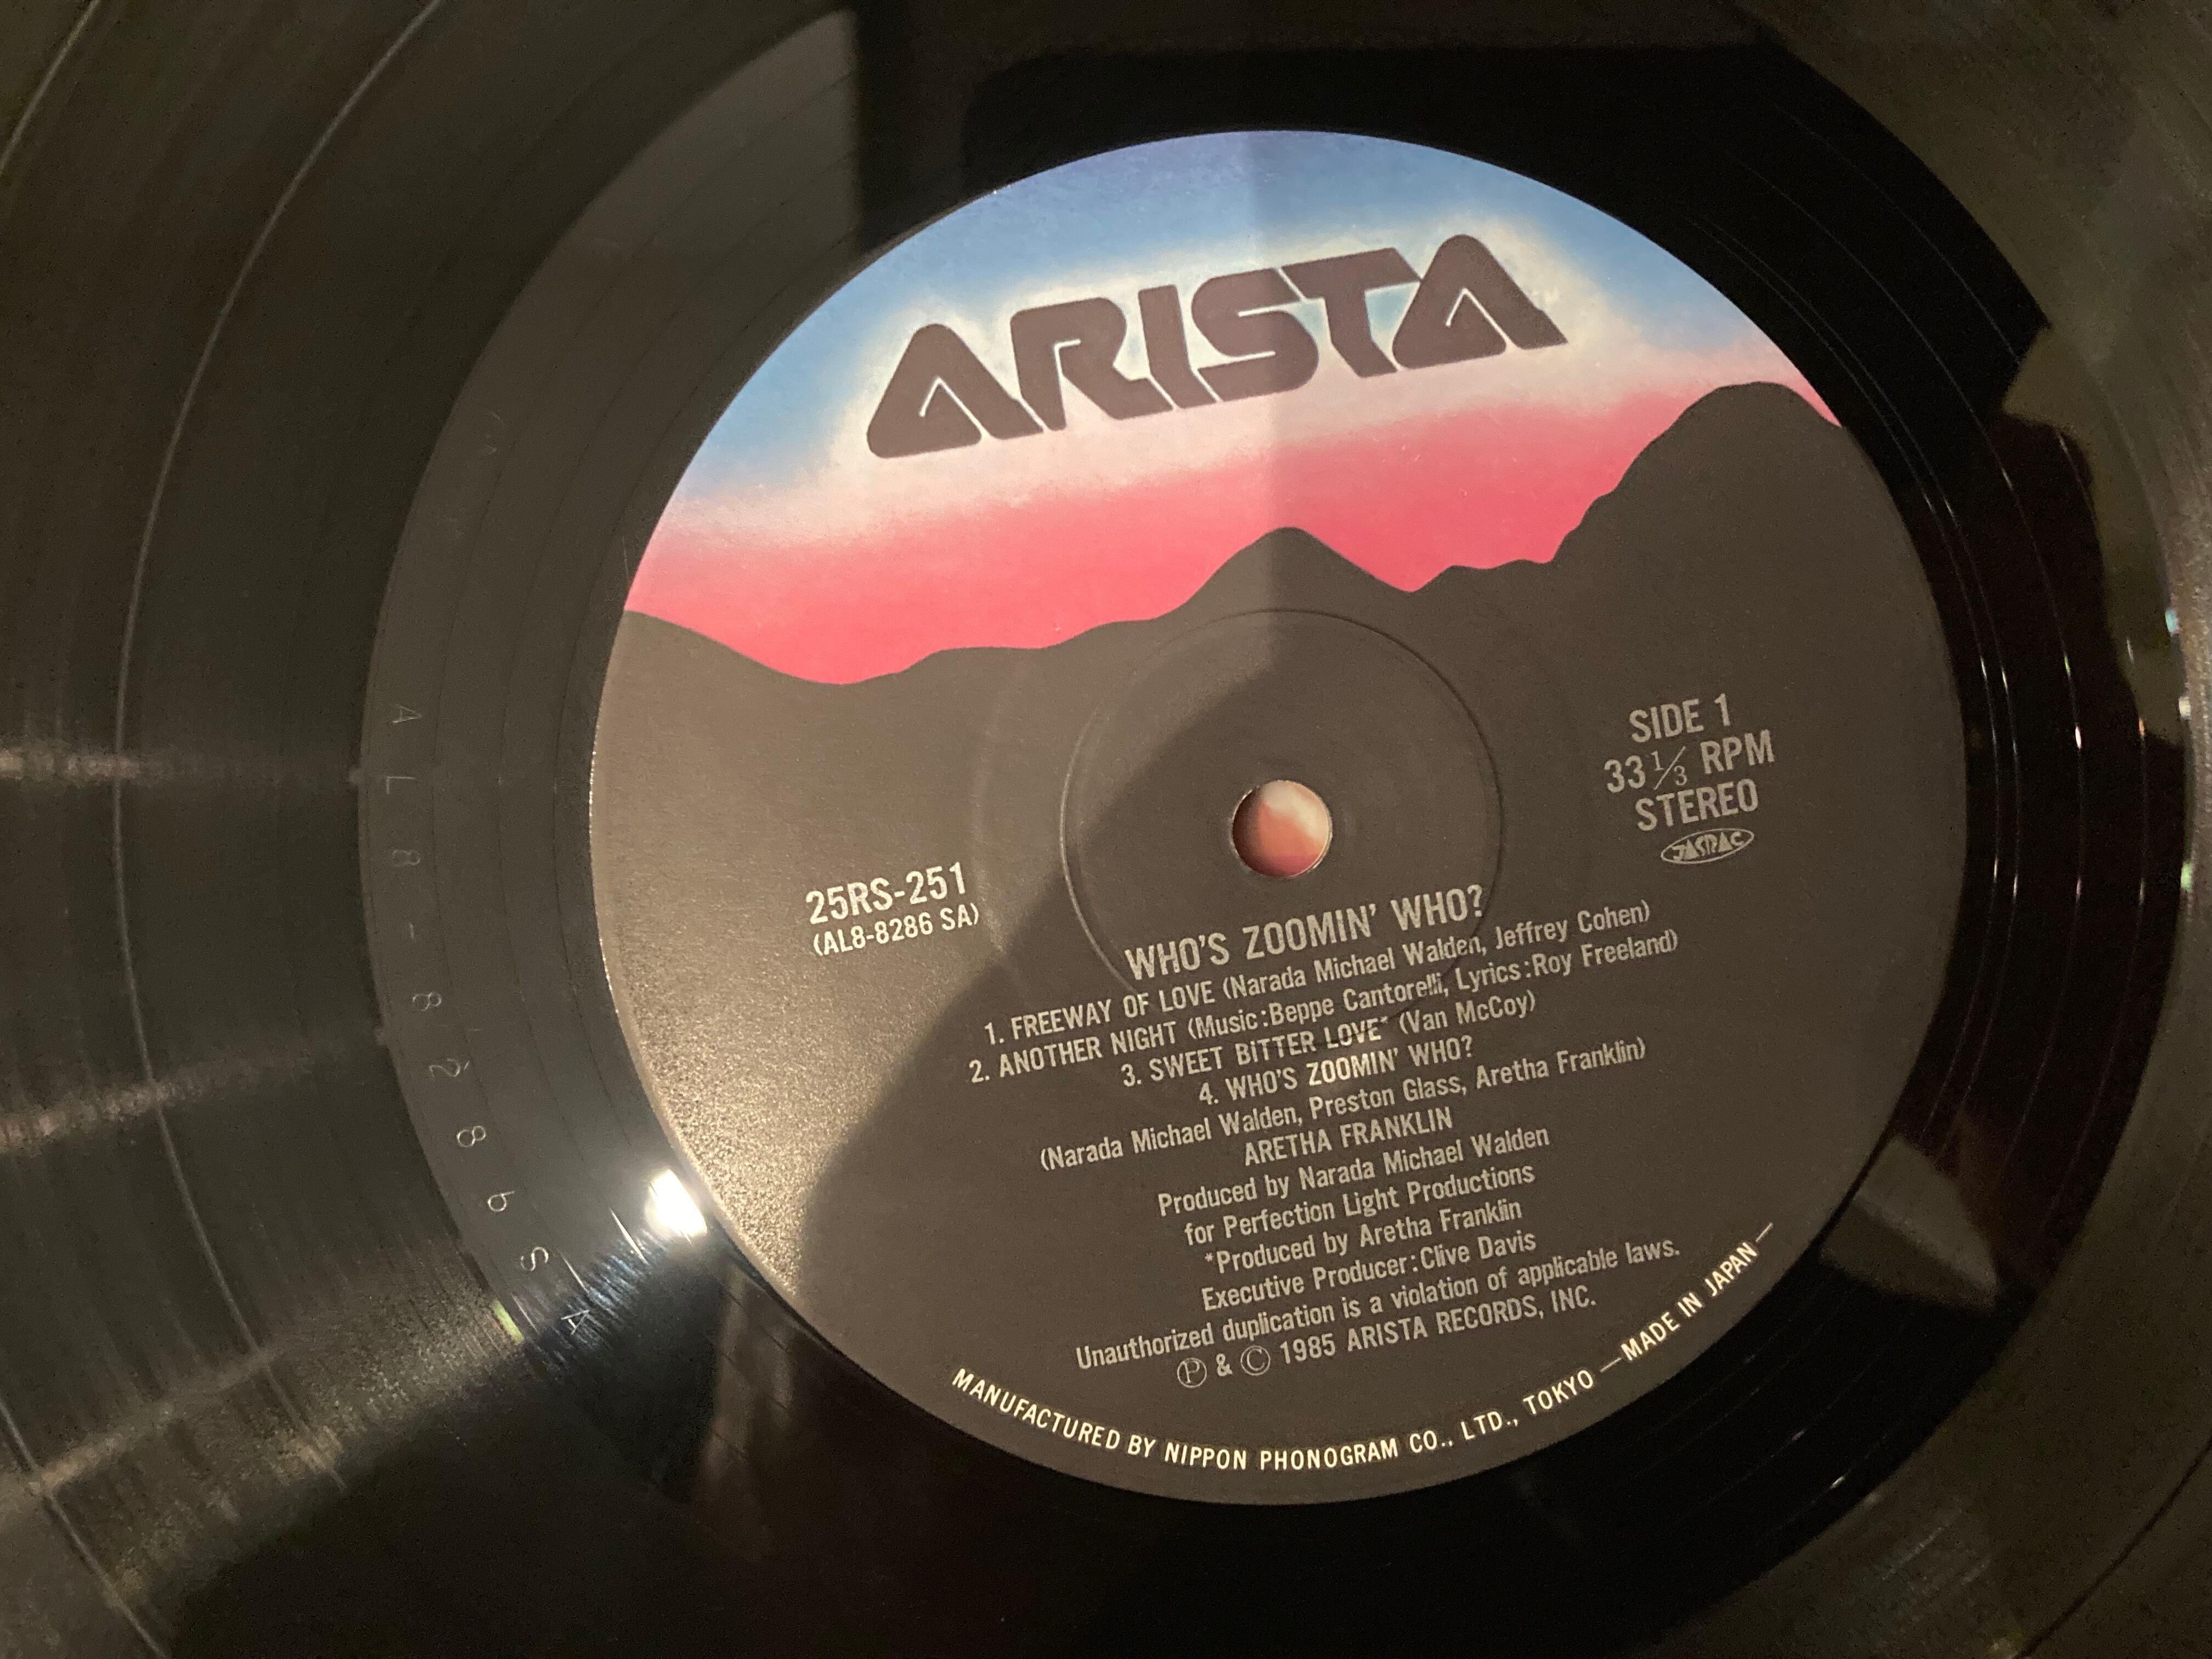 ARISTA
SIDE 1
33 1/3 RPM
STEREO
JASRAC
25RS-251
(AL8-8286 SA)
WHO'S ZOOMIN' WHO?
1. FREEWAY OF LOVE (Narada Michael Walden, Jeffrey Cohen)
2. ANOTHER NIGHT (Music:Beppe Cantorelli, Lyrics:Roy Freeland)
3. SWEET BITTER LOVE* (Van McCoy)
4. WHO'S ZOOMIN' WHO?
(Narada Michael Walden, Preston Glass, Aretha Franklin)
ARETHA FRANKLIN
Produced by Narada Michael Walden
for Perfection Light Productions
*Produced by Aretha Franklin
Executive Producer:Clive Davis
Unauthorized duplication is a violation of applicable laws.
Ⓟ & © 1985 ARISTA RECORDS, INC.
MANUFACTURED BY NIPPON PHONOGRAM CO., LTD., TOKYO —MADE IN JAPAN—
AL8-8286SA